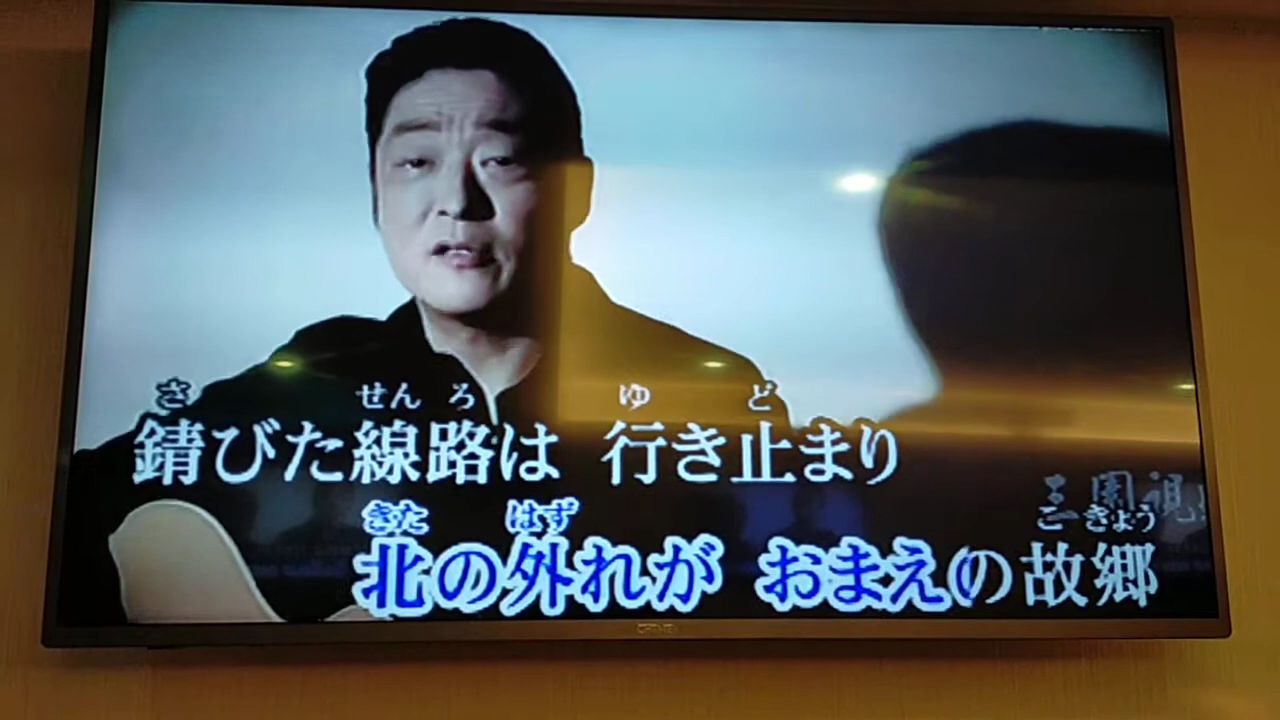 さ せん ろ ゆ ど
錆びた線路は 行き止まり
きた はず こ きょう
北の外れが おまえの故郷